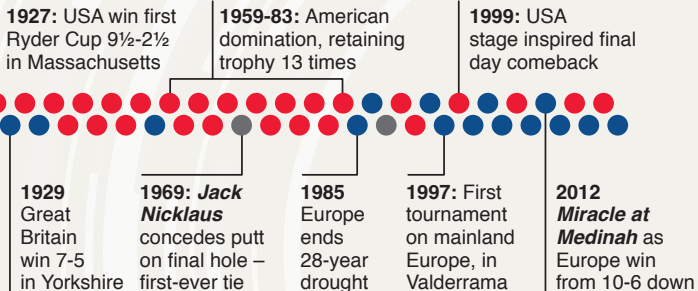 1927: USA win first
Ryder Cup 9½-2½
in Massachusetts
1959-83: American
domination, retaining
trophy 13 times
1999: USA
stage inspired final
day comeback
1929
Great
Britain
win 7-5
in Yorkshire
1969: Jack
Nicklaus
concedes putt
on final hole –
first-ever tie
1985
Europe
ends
28-year
drought
1997: First
tournament
on mainland
Europe, in
Valderrama
2012
Miracle at
Medinah as
Europe win
from 10-6 down